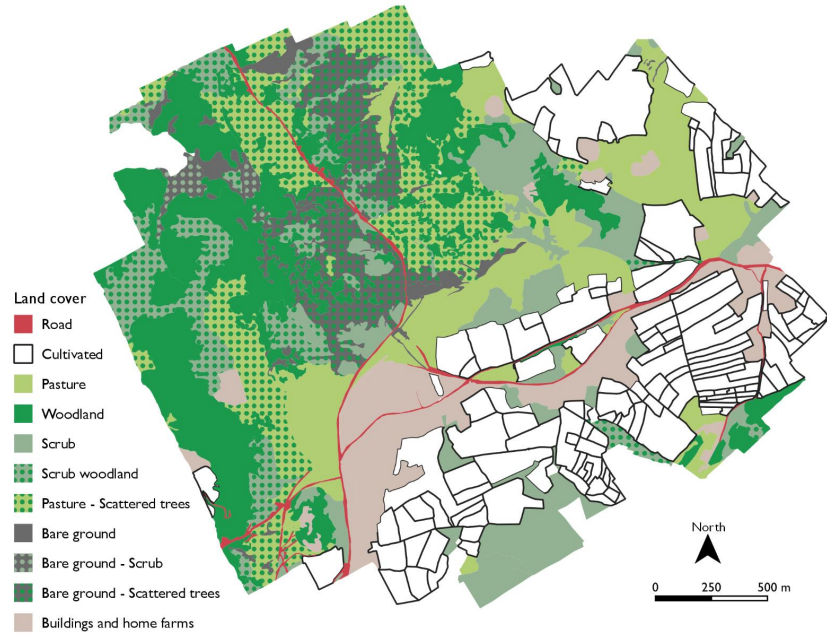 Land cover
Road
Cultivated
Pasture
Woodland
Scrub
Scrub woodland
Pasture - Scattered trees
Bare ground
Bare ground - Scrub
Bare ground - Scattered trees
Buildings and home farms
North
0 250 500 m